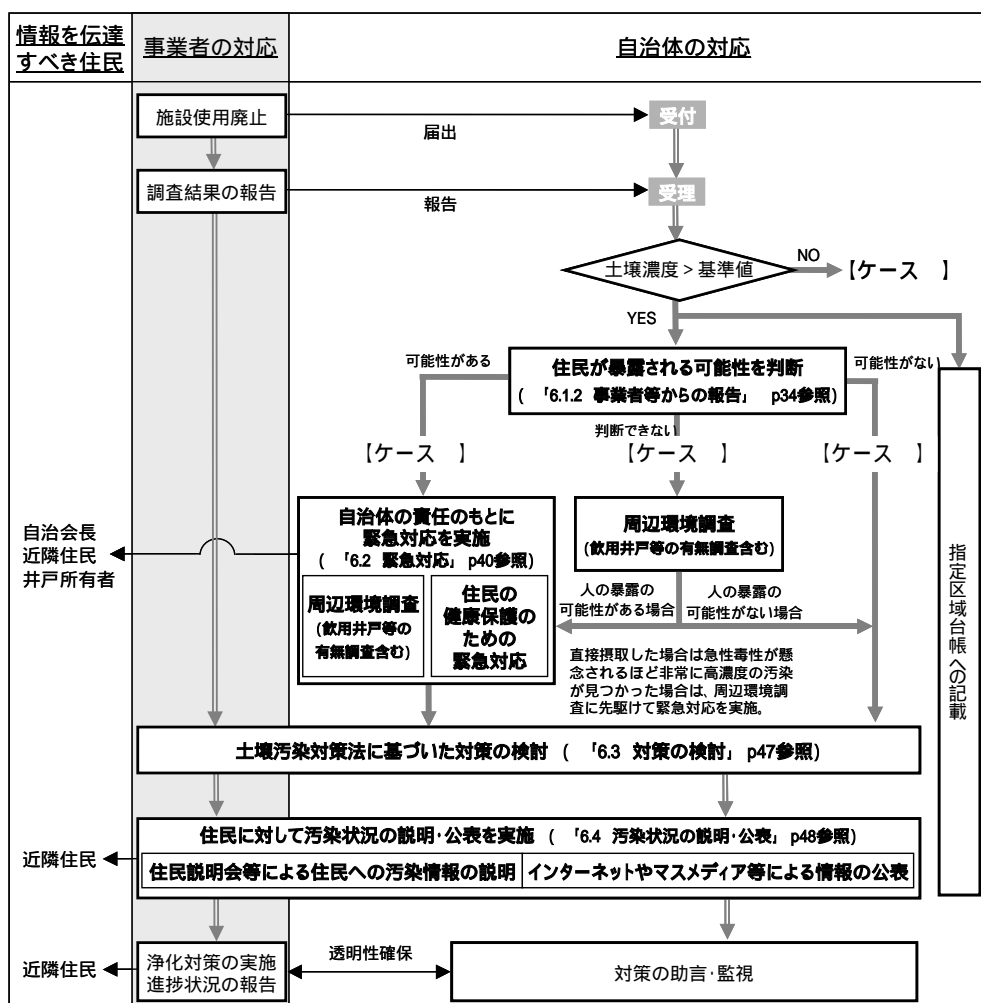 情報を伝達
すべき住民
事業者の対応
自治体の対応
施設使用廃止
届出
受付
調査結果の報告
報告
受理
土壌濃度 > 基準値
NO
【ケース　】
YES
可能性がある
住民が暴露される可能性を判断
(　「6.1.2 事業者等からの報告」 p34参照)
可能性がない
判断できない
【ケース　】
【ケース　】
【ケース　】
自治会長
近隣住民
井戸所有者
自治体の責任のもとに
緊急対応を実施
(　「6.2 緊急対応」 p40参照)
周辺環境調査
(飲用井戸等の
有無調査含む)
住民の
健康保護の
ための
緊急対応
周辺環境調査
(飲用井戸等の有無調査含む)
人の暴露の
可能性がある場合
人の暴露の
可能性がない場合
直接摂取した場合は急性毒性が懸
念されるほど非常に高濃度の汚染
が見つかった場合は、周辺環境調
査に先駆けて緊急対応を実施。
指定区域台帳への記載
土壌汚染対策法に基づいた対策の検討 (　「6.3 対策の検討」 p47参照)
住民に対して汚染状況の説明・公表を実施 (　「6.4 汚染状況の説明・公表」 p48参照)
近隣住民
住民説明会等による住民への汚染情報の説明
インターネットやマスメディア等による情報の公表
近隣住民
浄化対策の実施
進捗状況の報告
透明性確保
対策の助言・監視